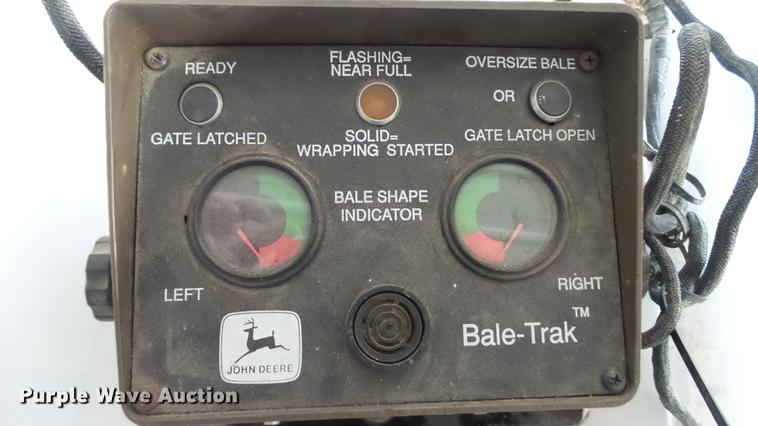 READY
FLASHING=
NEAR FULL
OVERSIZE BALE
OR
GATE LATCHED
SOLID=
WRAPPING STARTED
GATE LATCH OPEN
BALE SHAPE
INDICATOR
LEFT
RIGHT
JOHN DEERE
Bale-Trak™
Purple Wave Auction